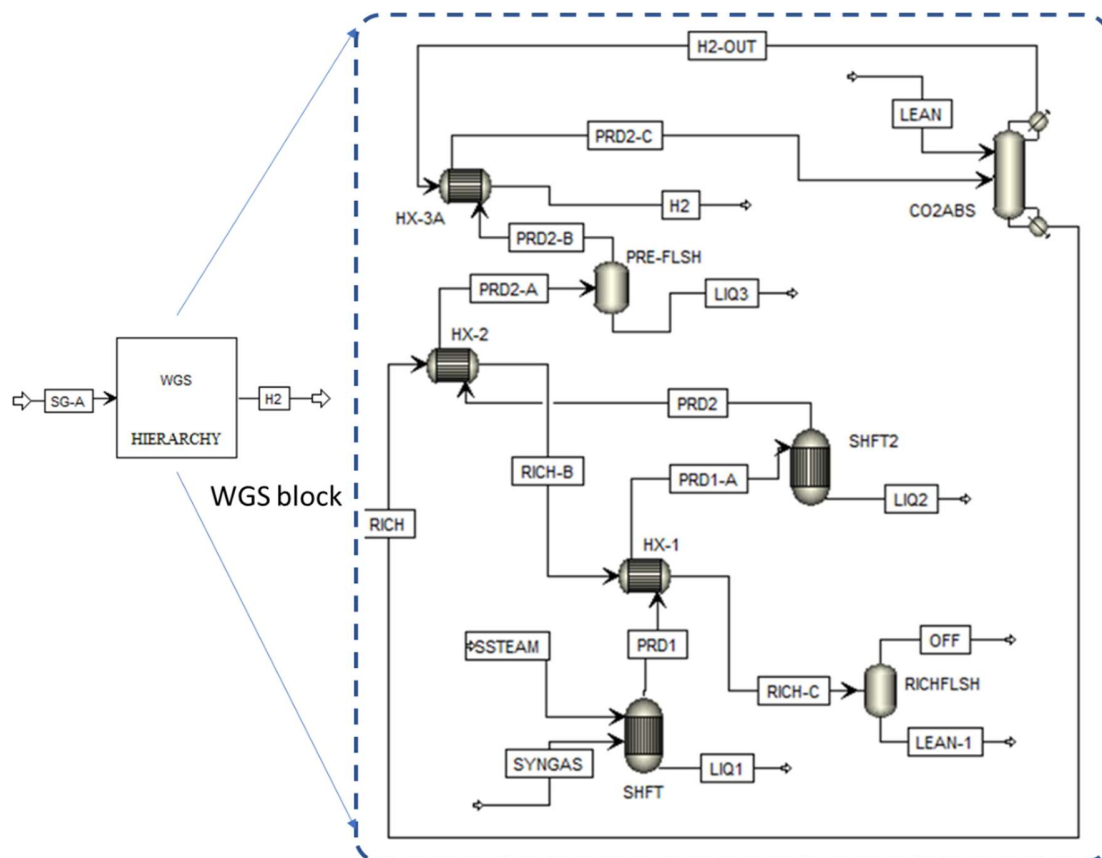 H2-OUT
LEAN
PRD2-C
CO2ABS
H2
HX-3A
PRD2-B
PRE-FLSH
PRD2-A
LIQ3
HX-2
WGS
SG-A
H2
HIERARCHY
PRD2
SHFT2
RICH-B
PRD1-A
WGS block
LIQ2
RICH
HX-1
SSTEAM
PRD1
OFF
RICH-C
RICHFLSH
LEAN-1
SYNGAS
LIQ1
SHFT